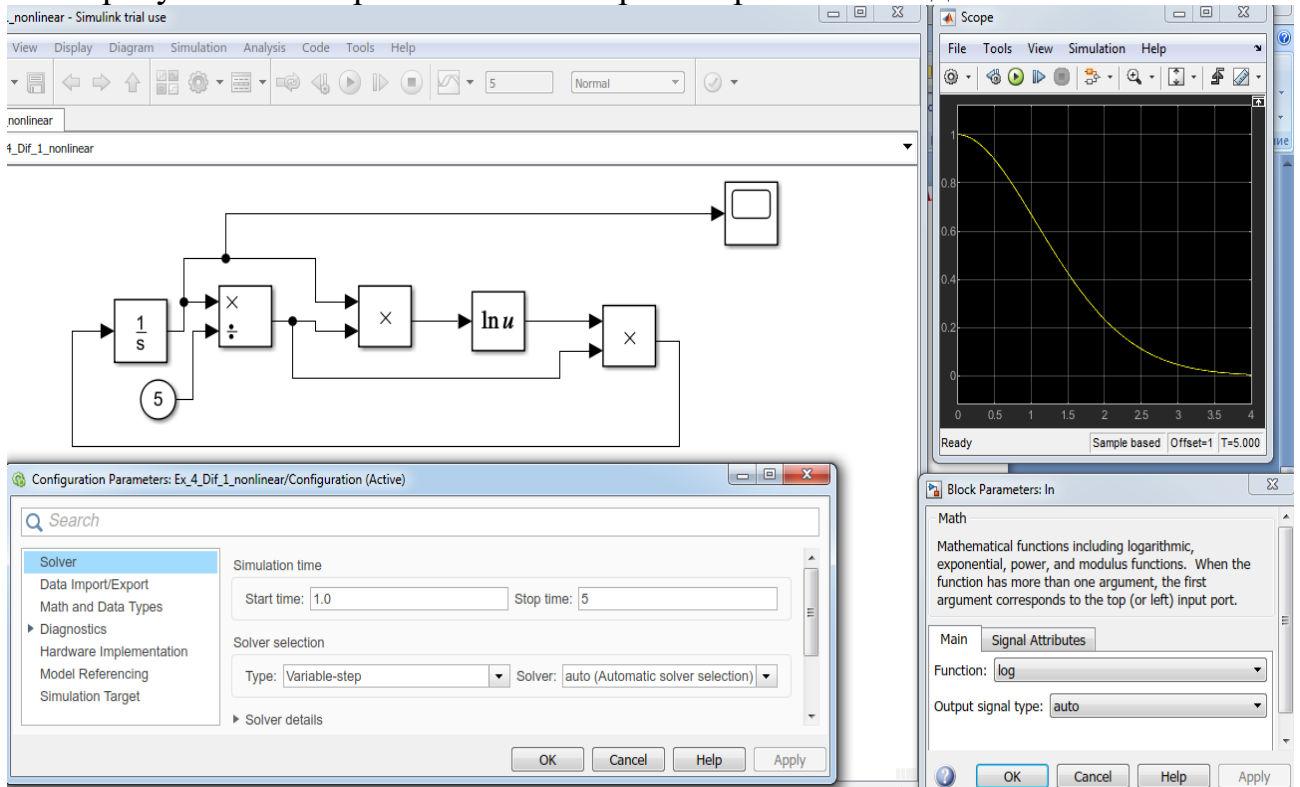 _nonlinear - Simulink trial use
View Display Diagram Simulation Analysis Code Tools Help
5 Normal
nonlinear
4_Dif_1_nonlinear
1
s
×
÷
×
ln u
×
5
Scope
File Tools View Simulation Help
1
0.8
0.6
0.4
0.2
0
0 0.5 1 1.5 2 2.5 3 3.5 4
Ready Sample based Offset=1 T=5.000
ие
Configuration Parameters: Ex_4_Dif_1_nonlinear/Configuration (Active)
Search
Solver
Data Import/Export
Math and Data Types
Diagnostics
Hardware Implementation
Model Referencing
Simulation Target
Simulation time
Start time: 1.0 Stop time: 5
Solver selection
Type: Variable-step Solver: auto (Automatic solver selection)
Solver details
OK Cancel Help Apply
Block Parameters: ln
Math
Mathematical functions including logarithmic,
exponential, power, and modulus functions. When the
function has more than one argument, the first
argument corresponds to the top (or left) input port.
Main Signal Attributes
Function: log
Output signal type: auto
OK Cancel Help Apply